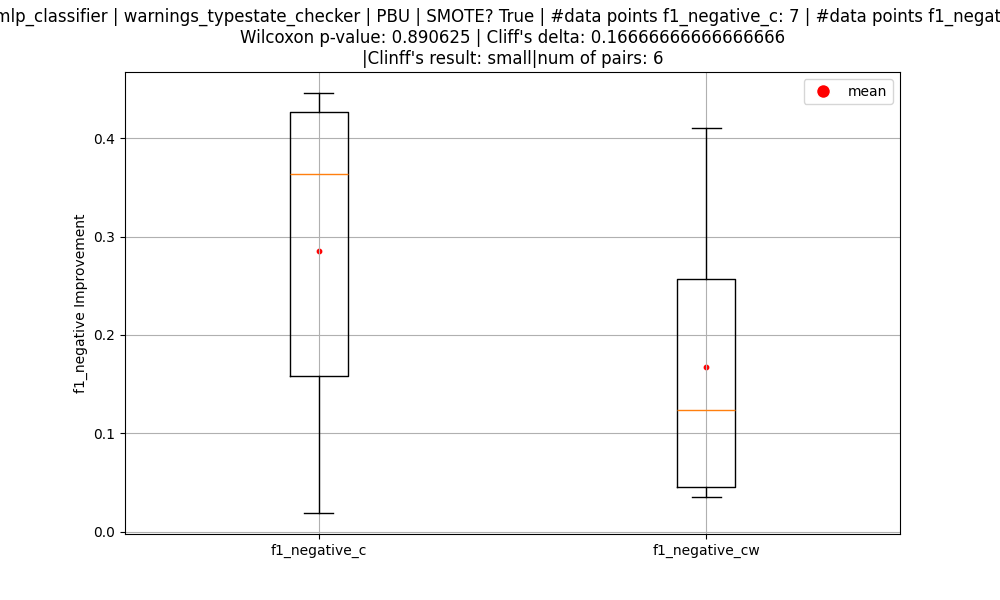 mlp_classifier | warnings_typestate_checker | PBU | SMOTE? True | #data points f1_negative_c: 7 | #data points
Wilcoxon p-value: 0.890625 | Cliff's delta: 0.16666666666666666
|Clinff's result: small|num of pairs: 6
mean
f1_negative Improvement
0.4
0.3
0.2
0.1
0.0
f1_negative_c
f1_negative_cw